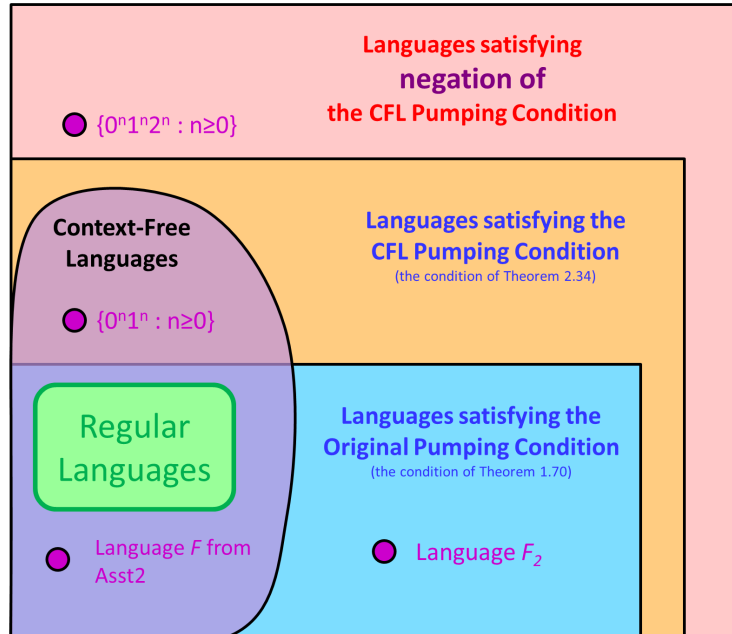 Languages satisfying
negation of
the CFL Pumping Condition
{0ⁿ1ⁿ2ⁿ : n≥0}
Context-Free
Languages
Languages satisfying the
CFL Pumping Condition
(the condition of Theorem 2.34)
{0ⁿ1ⁿ : n≥0}
Regular
Languages
Languages satisfying the
Original Pumping Condition
(the condition of Theorem 1.70)
Language F from
Asst2
Language F₂